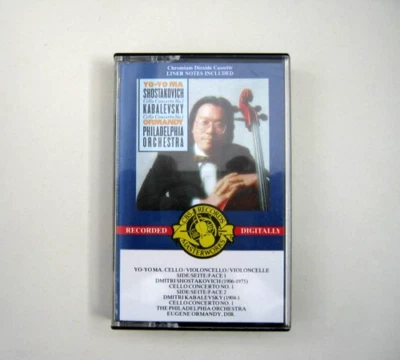 Chromium Dioxide Cassette
LINER NOTES INCLUDED
YO-YO MA
SHOSTAKOVICH
Cello Concerto No. 1
KABALEVSKY
Cello Concerto No. 1
ORMANDY
PHILADELPHIA
ORCHESTRA
CBS RECORDS
MASTERWORKS
RECORDED DIGITALLY
YO-YO MA, CELLO/VIOLONCELLO/VIOLONCELLE
SIDE/SEITE/FACE 1
DMITRI SHOSTAKOVICH (1906-1975)
CELLO CONCERTO NO. 1
SIDE/SEITE/FACE 2
DMITRI KABALEVSKY (1904-)
CELLO CONCERTO NO. 1
THE PHILADELPHIA ORCHESTRA
EUGENE ORMANDY, DIR.